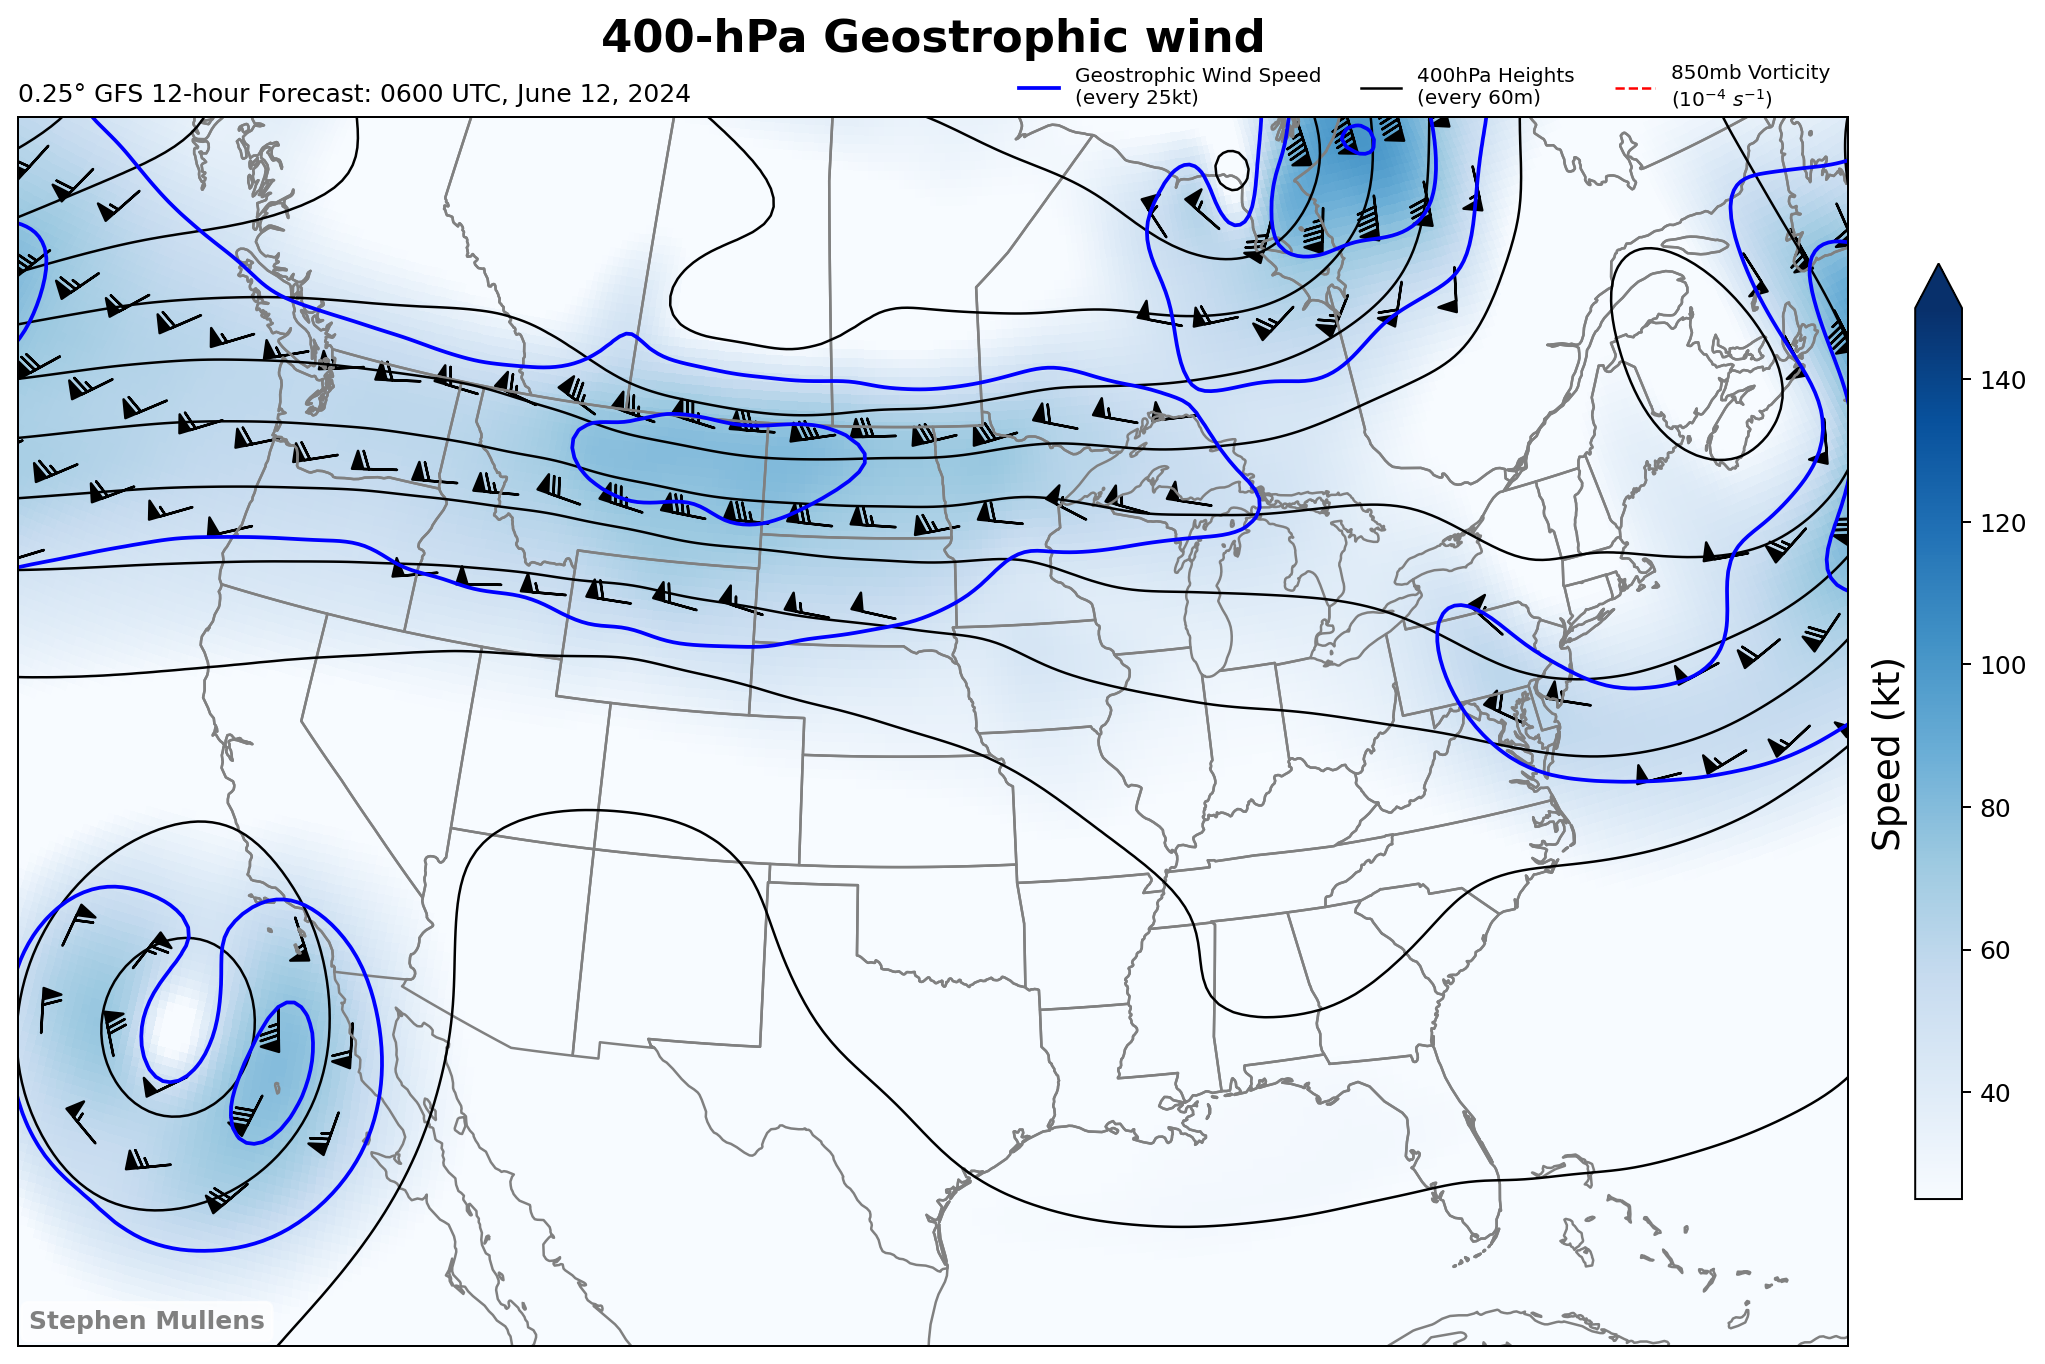 400-hPa Geostrophic wind
0.25° GFS 12-hour Forecast: 0600 UTC, June 12, 2024
Geostrophic Wind Speed
(every 25kt)
400hPa Heights
(every 60m)
850mb Vorticity
(10⁻⁴ s⁻¹)
140
120
100
80
60
40
Speed (kt)
Stephen Mullens